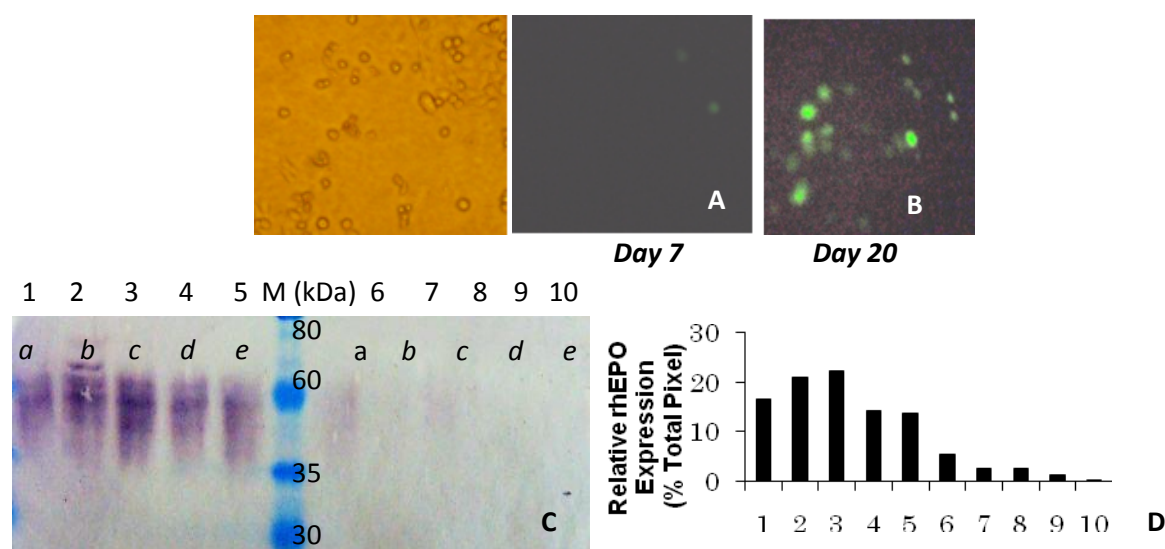 A
B
Day 7
Day 20
1 2 3 4 5 M (kDa) 6 7 8 9 10
a b c d e
80
a b c d e
60
35
30
C
Relative rhEPO
Expression
(% Total Pixel)
30
20
10
0
1 2 3 4 5 6 7 8 9 10
D